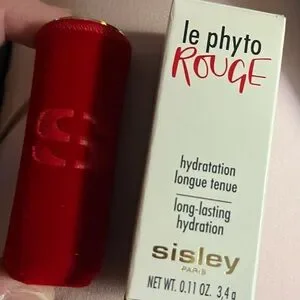 le phyto
ROUGE
hydratation
longue tenue
long-lasting
hydration
sisley
PARIS
NET WT. 0.11 OZ. 3,4 g